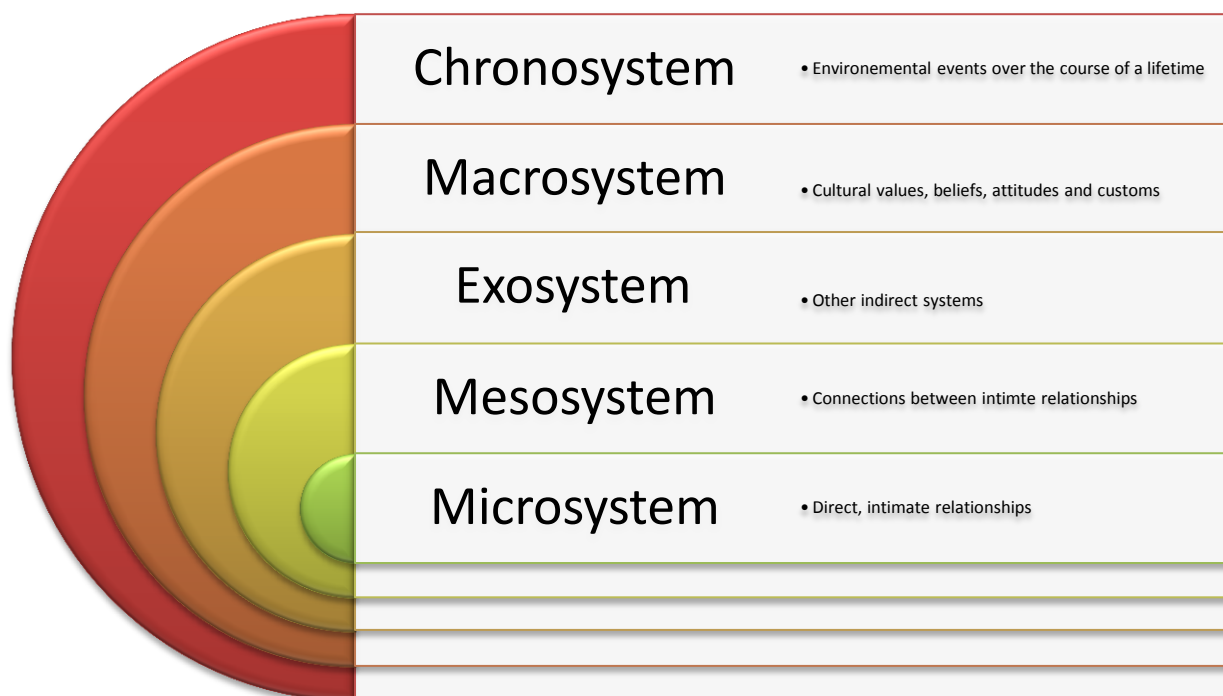 Chronosystem
• Environemental events over the course of a lifetime
Macrosystem
• Cultural values, beliefs, attitudes and customs
Exosystem
• Other indirect systems
Mesosystem
• Connections between intimte relationships
Microsystem
• Direct, intimate relationships